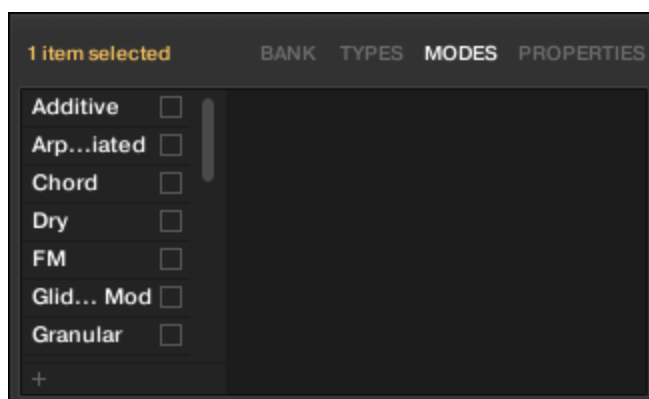 1 item selected BANK TYPES MODES PROPERTIES
Additive
Arp...iated
Chord
Dry
FM
Glid... Mod
Granular
+